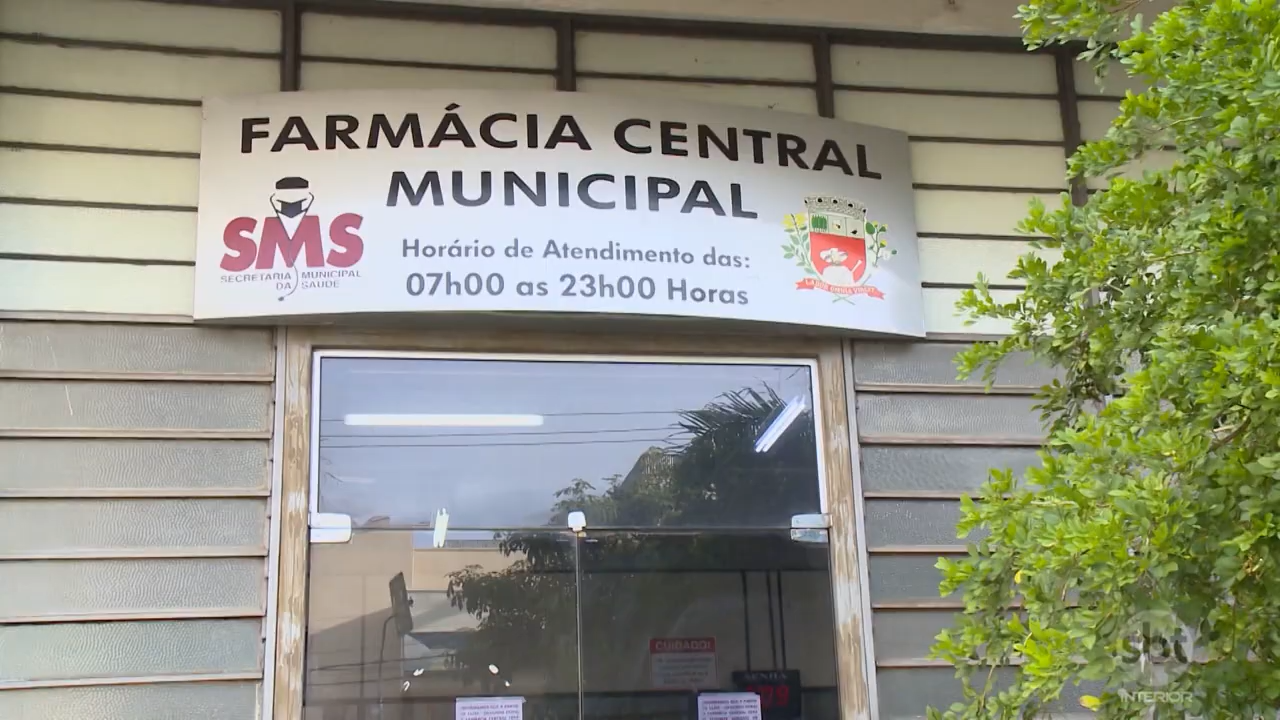 FARMÁCIA CENTRAL
MUNICIPAL
SMS
SECRETARIA MUNICIPAL
DA SAUDE
Horário de Atendimento das:
07h00 as 23h00 Horas
CUIDADO!
SENHA
sbt
INTERIOR